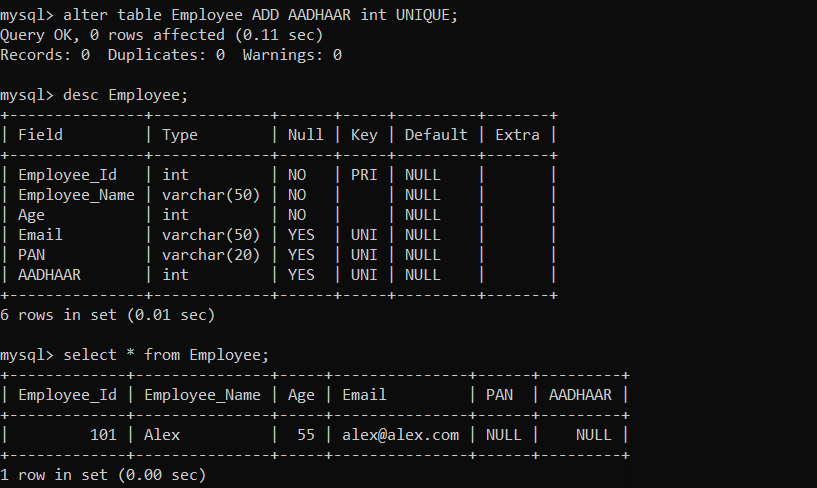 mysql> alter table Employee ADD AADHAAR int UNIQUE;
Query OK, 0 rows affected (0.11 sec)
Records: 0  Duplicates: 0  Warnings: 0

mysql> desc Employee;
+---------------+-------------+------+-----+---------+-------+
| Field         | Type        | Null | Key | Default | Extra |
+---------------+-------------+------+-----+---------+-------+
| Employee_Id   | int         | NO   | PRI | NULL    |       |
| Employee_Name | varchar(50) | NO   |     | NULL    |       |
| Age           | int         | NO   |     | NULL    |       |
| Email         | varchar(50) | YES  | UNI | NULL    |       |
| PAN           | varchar(20) | YES  | UNI | NULL    |       |
| AADHAAR       | int         | YES  | UNI | NULL    |       |
+---------------+-------------+------+-----+---------+-------+
6 rows in set (0.01 sec)

mysql> select * from Employee;
+-------------+---------------+-----+---------------+------+---------+
| Employee_Id | Employee_Name | Age | Email         | PAN  | AADHAAR |
+-------------+---------------+-----+---------------+------+---------+
|         101 | Alex          |  55 | alex@alex.com | NULL |    NULL |
+-------------+---------------+-----+---------------+------+---------+
1 row in set (0.00 sec)